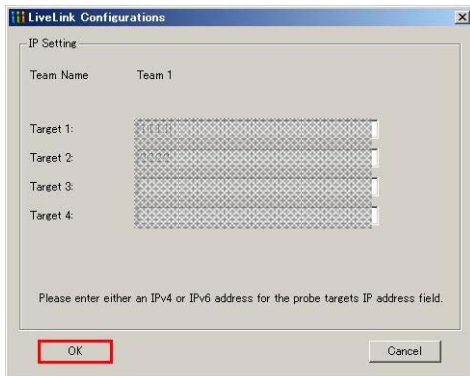 LiveLink Configurations
IP Setting
Team Name Team 1
Target 1:
Target 2:
Target 3:
Target 4:
Please enter either an IPv4 or IPv6 address for the probe targets IP address field.
OK Cancel